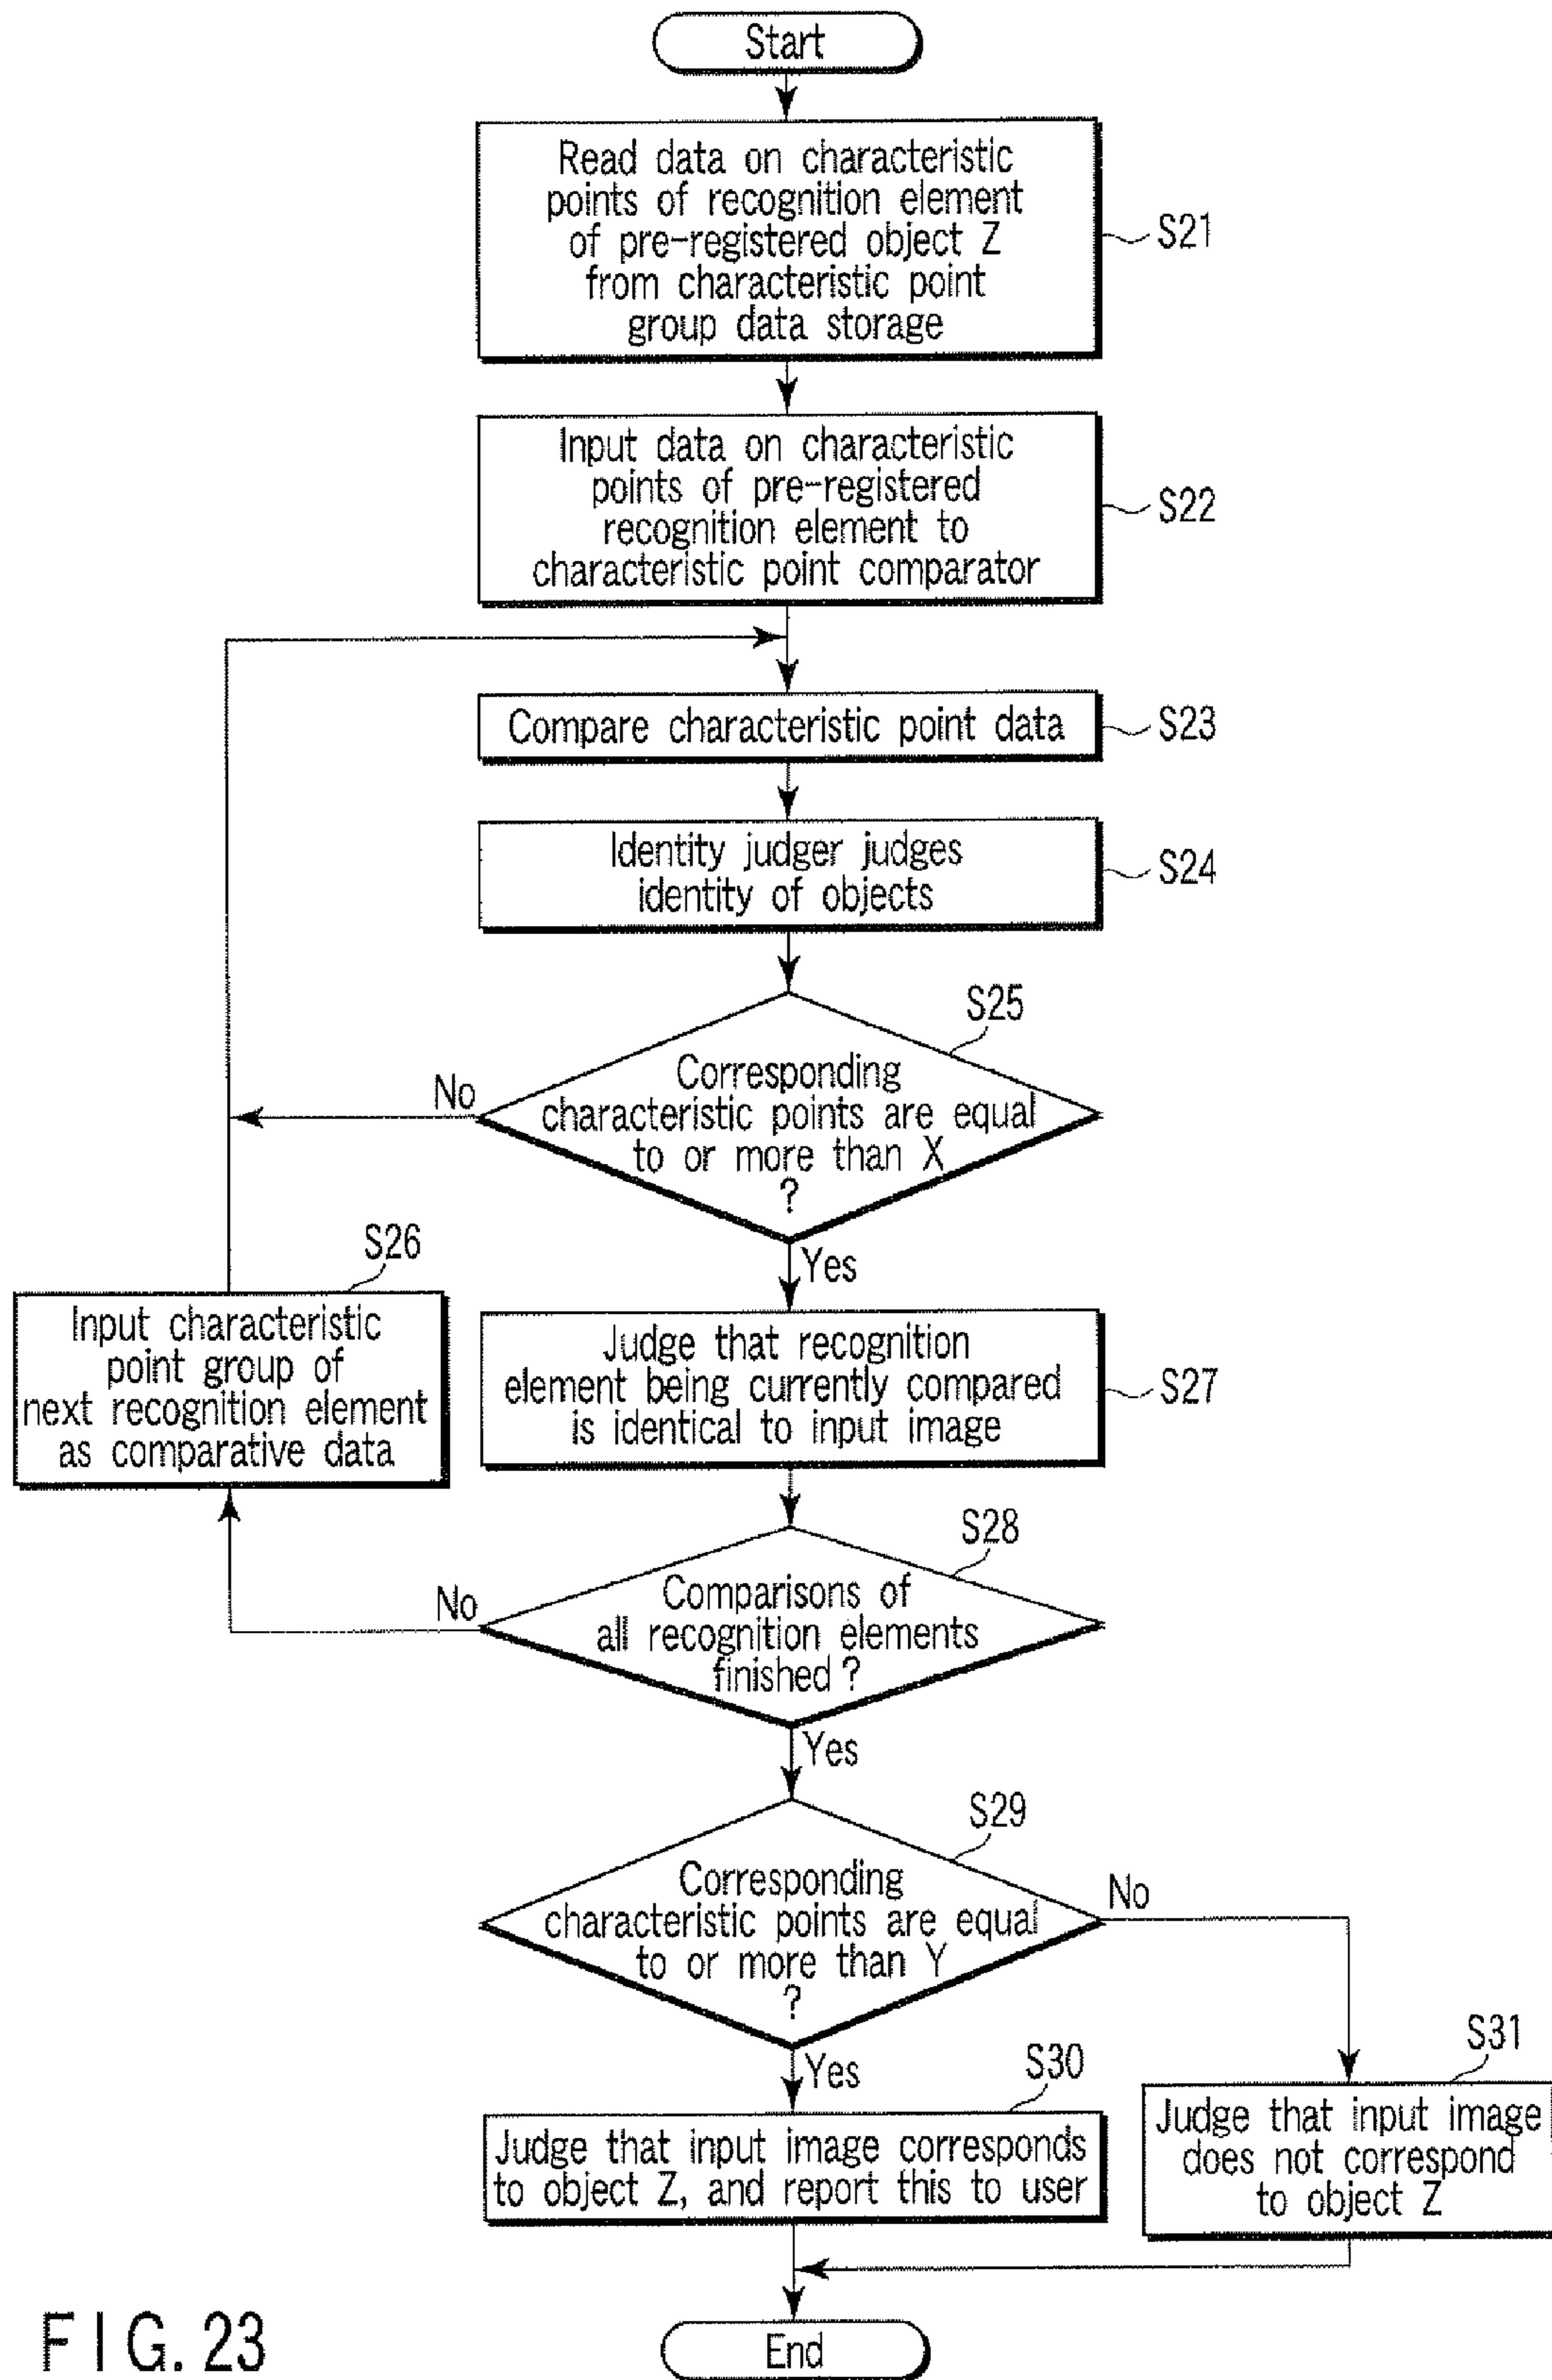 Start
Read data on characteristic
points of recognition element
of pre-registered object Z
from characteristic point
group data storage
S21
Input data on characteristic
points of pre-registered
recognition element to
characteristic point comparator
S22
Compare characteristic point data
S23
Identity judger judges
identity of objects
S24
S25
Corresponding
characteristic points are equal
to or more than X
?
No
Yes
S26
Input characteristic
point group of
next recognition element
as comparative data
Judge that recognition
element being currently compared
is identical to input image
S27
S28
Comparisons of
all recognition elements
finished ?
No
Yes
S29
Corresponding
characteristic points are equal
to or more than Y
?
No
Yes
S30
Judge that input image corresponds
to object Z, and report this to user
S31
Judge that input image
does not correspond
to object Z
End
FIG. 23